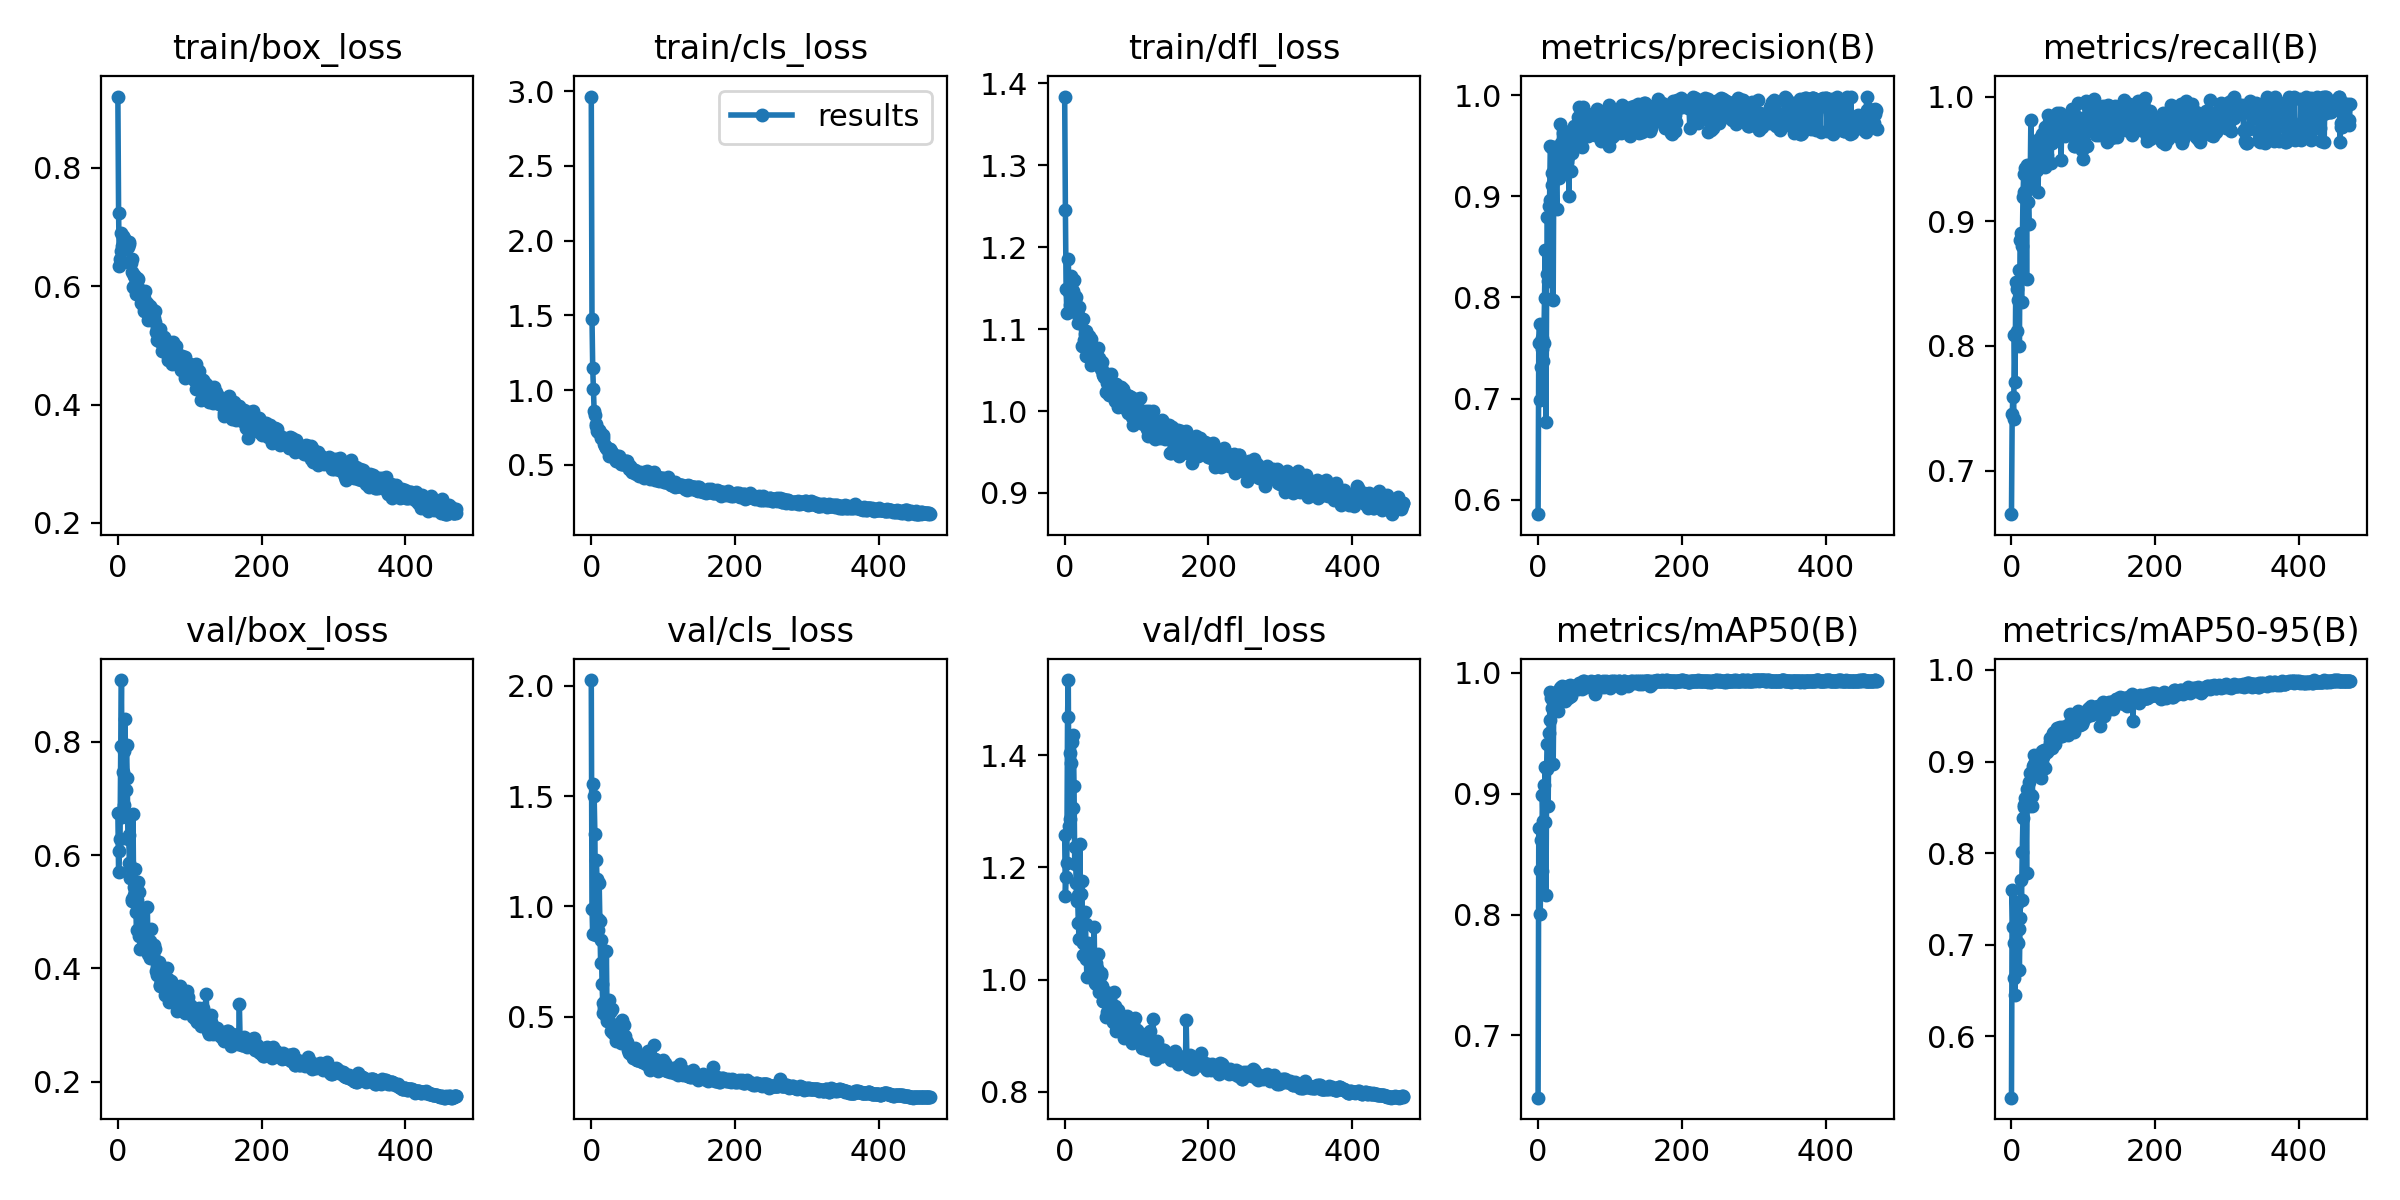 train/box_loss
train/cls_loss
train/dfl_loss
metrics/precision(B)
metrics/recall(B)
0.8
0.6
0.4
0.2
0 200 400
results
3.0
2.5
2.0
1.5
1.0
0.5
0 200 400
1.4
1.3
1.2
1.1
1.0
0.9
0 200 400
1.0
0.9
0.8
0.7
0.6
0 200 400
1.0
0.9
0.8
0.7
0 200 400
val/box_loss
val/cls_loss
val/dfl_loss
metrics/mAP50(B)
metrics/mAP50-95(B)
0.8
0.6
0.4
0.2
0 200 400
2.0
1.5
1.0
0.5
0 200 400
1.4
1.2
1.0
0.8
0 200 400
1.0
0.9
0.8
0.7
0 200 400
1.0
0.9
0.8
0.7
0.6
0 200 400